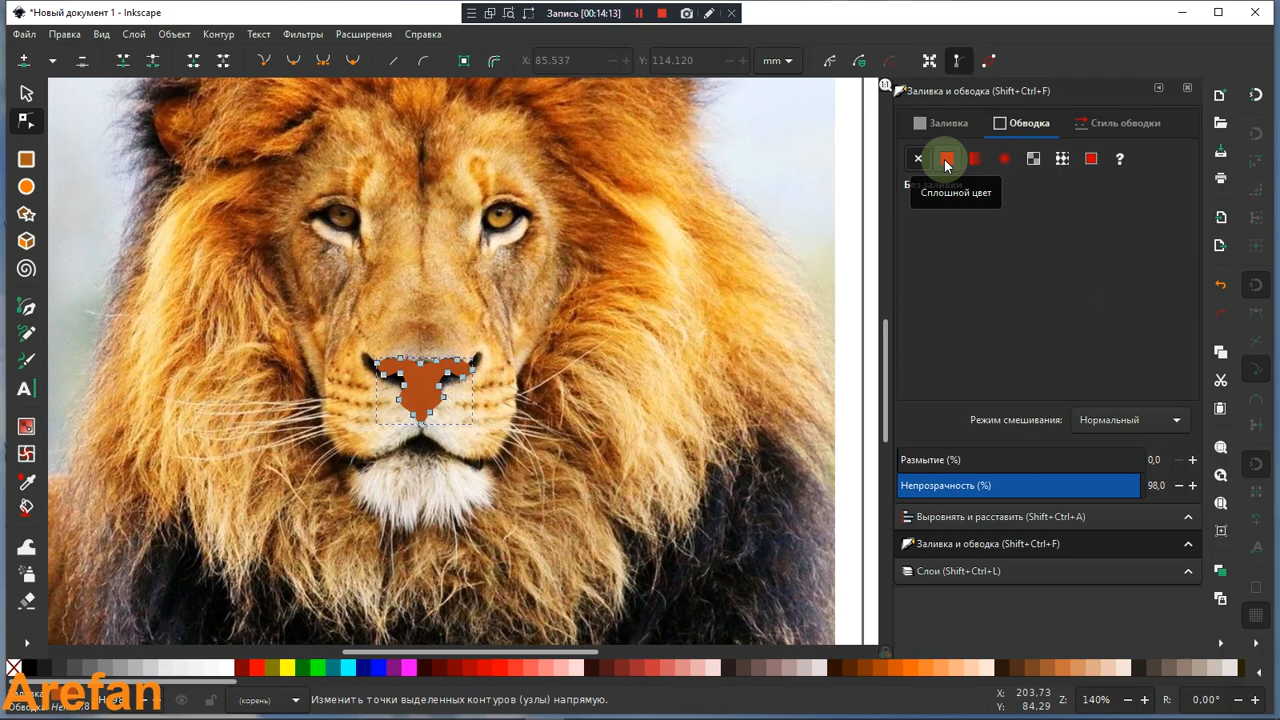 *Новый документ 1 - Inkscape
Запись [00:14:13]
Файл Правка Вид Слой Объект Контур Текст Фильтры Расширения Справка
X: 85,537 Y: 114,120 mm
1:1
Заливка и обводка (Shift+Ctrl+F)
Заливка Обводка Стиль обводки
?
Сплошной цвет
Режим смешивания: Нормальный
Размытие (%) 0,0
Непрозрачность (%) 98,0
Выровнять и расставить (Shift+Ctrl+A)
Заливка и обводка (Shift+Ctrl+F)
Слои (Shift+Ctrl+L)
Arefan
(корень)
Изменить точки выделенных контуров (узлы) напрямую.
X: 203,73
Y: 84,29
Z: 140%
R: 0,00°